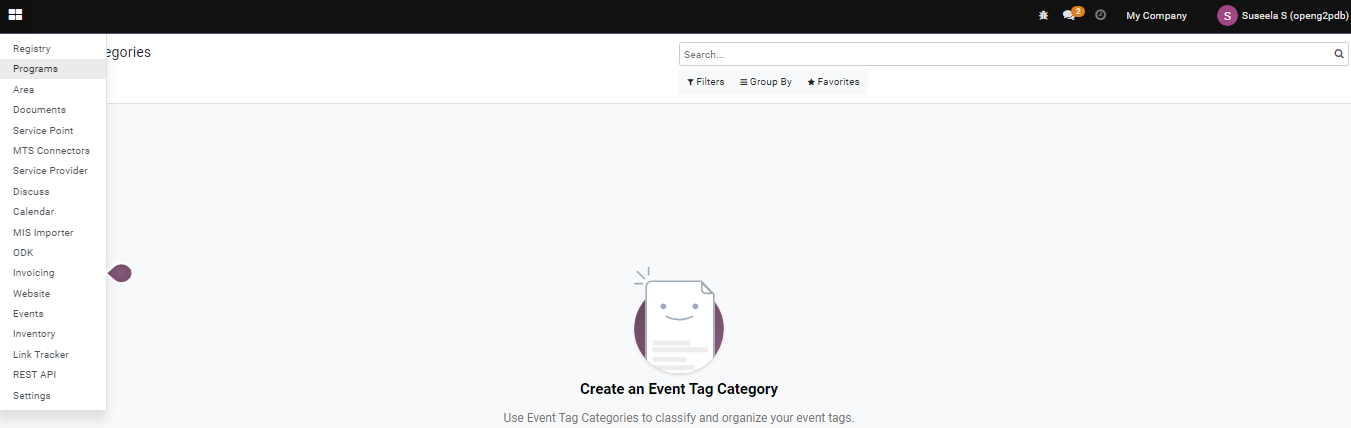 2
My Company
S
Suseela S (openg2pdb)
Registry
Programs
Area
Documents
Service Point
MTS Connectors
Service Provider
Discuss
Calendar
MIS Importer
ODK
Invoicing
Website
Events
Inventory
Link Tracker
REST API
Settings
egories
Search...
Filters
Group By
Favorites
Create an Event Tag Category
Use Event Tag Categories to classify and organize your event tags.